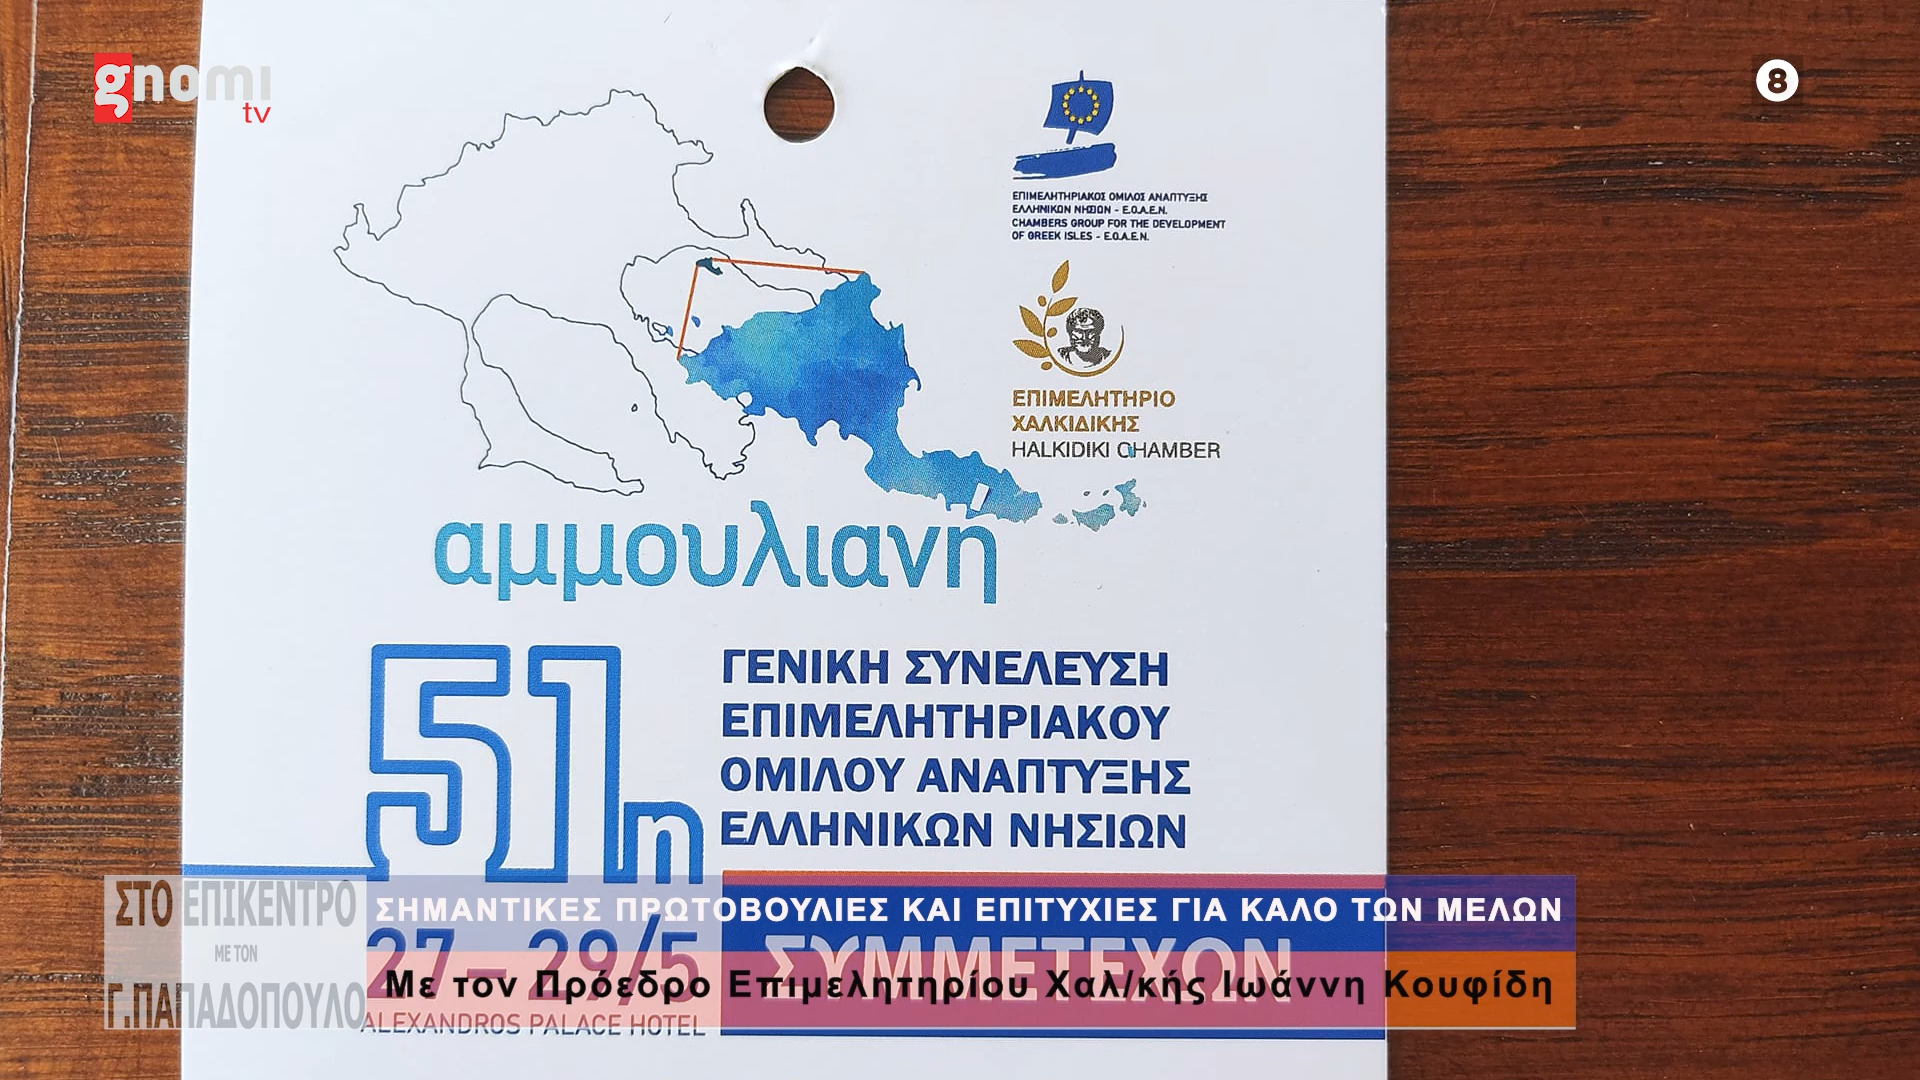 gnomi
tv
8
ΕΠΙΜΕΛΗΤΗΡΙΑΚΟΣ ΟΜΙΛΟΣ ΑΝΑΠΤΥΞΗΣ
ΕΛΛΗΝΙΚΩΝ ΝΗΣΙΩΝ - Ε.Ο.Α.Ε.Ν.
CHAMBERS GROUP FOR THE DEVELOPMENT
OF GREEK ISLES - E.O.A.E.N.
ΕΠΙΜΕΛΗΤΗΡΙΟ
ΧΑΛΚΙΔΙΚΗΣ
HALKIDIKI CHAMBER
αμμουλιανή
51η
ΓΕΝΙΚΗ ΣΥΝΕΛΕΥΣΗ
ΕΠΙΜΕΛΗΤΗΡΙΑΚΟΥ
ΟΜΙΛΟΥ ΑΝΑΠΤΥΞΗΣ
ΕΛΛΗΝΙΚΩΝ ΝΗΣΙΩΝ
27 - 29/5
ΣΥΜΜΕΤΕΧΩΝ
ALEXANDROS PALACE HOTEL
ΣΤΟ ΕΠΙΚΕΝΤΡΟ
ΜΕ ΤΟΝ
Γ.ΠΑΠΑΔΟΠΟΥΛΟ
ΣΗΜΑΝΤΙΚΕΣ ΠΡΩΤΟΒΟΥΛΙΕΣ ΚΑΙ ΕΠΙΤΥΧΙΕΣ ΓΙΑ ΚΑΛΟ ΤΩΝ ΜΕΛΩΝ
Με τον Πρόεδρο Επιμελητηρίου Χαλ/κής Ιωάννη Κουφίδη